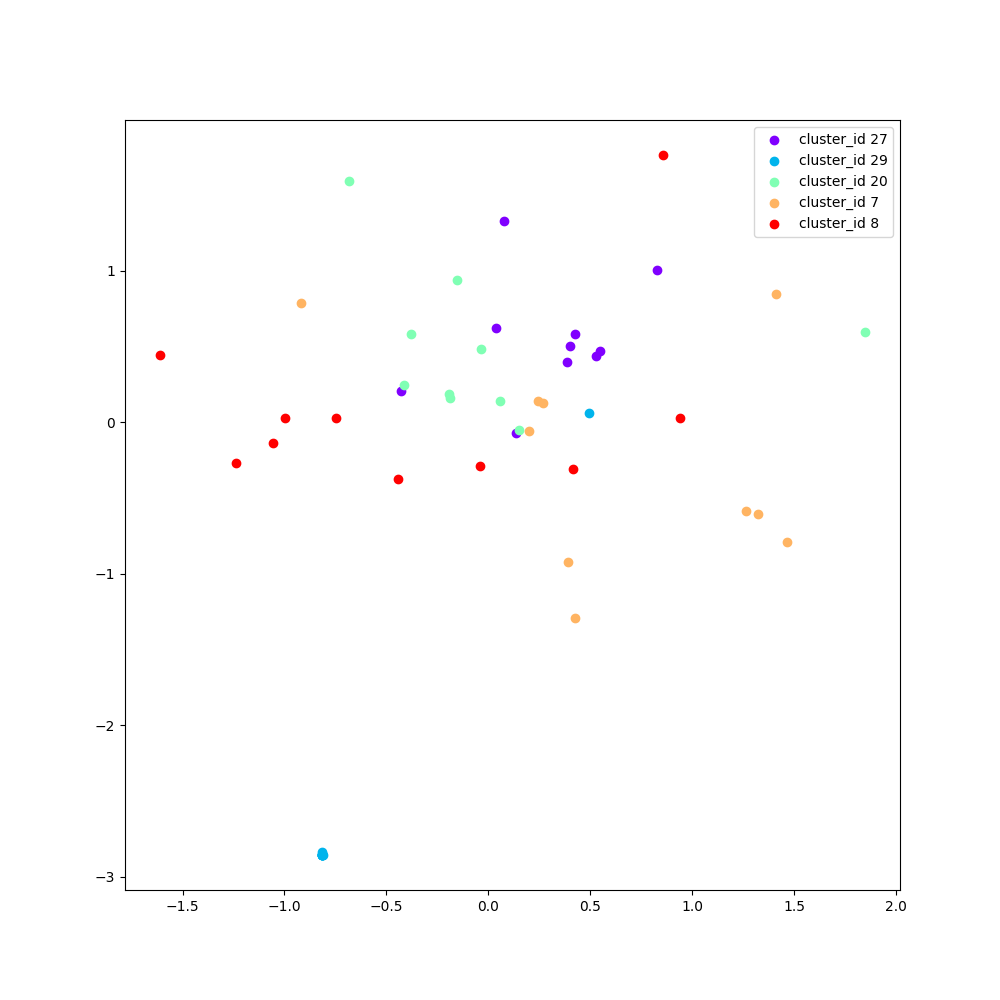 cluster_id 27
cluster_id 29
cluster_id 20
cluster_id 7
cluster_id 8
1
0
−1
−2
−3
−1.5
−1.0
−0.5
0.0
0.5
1.0
1.5
2.0